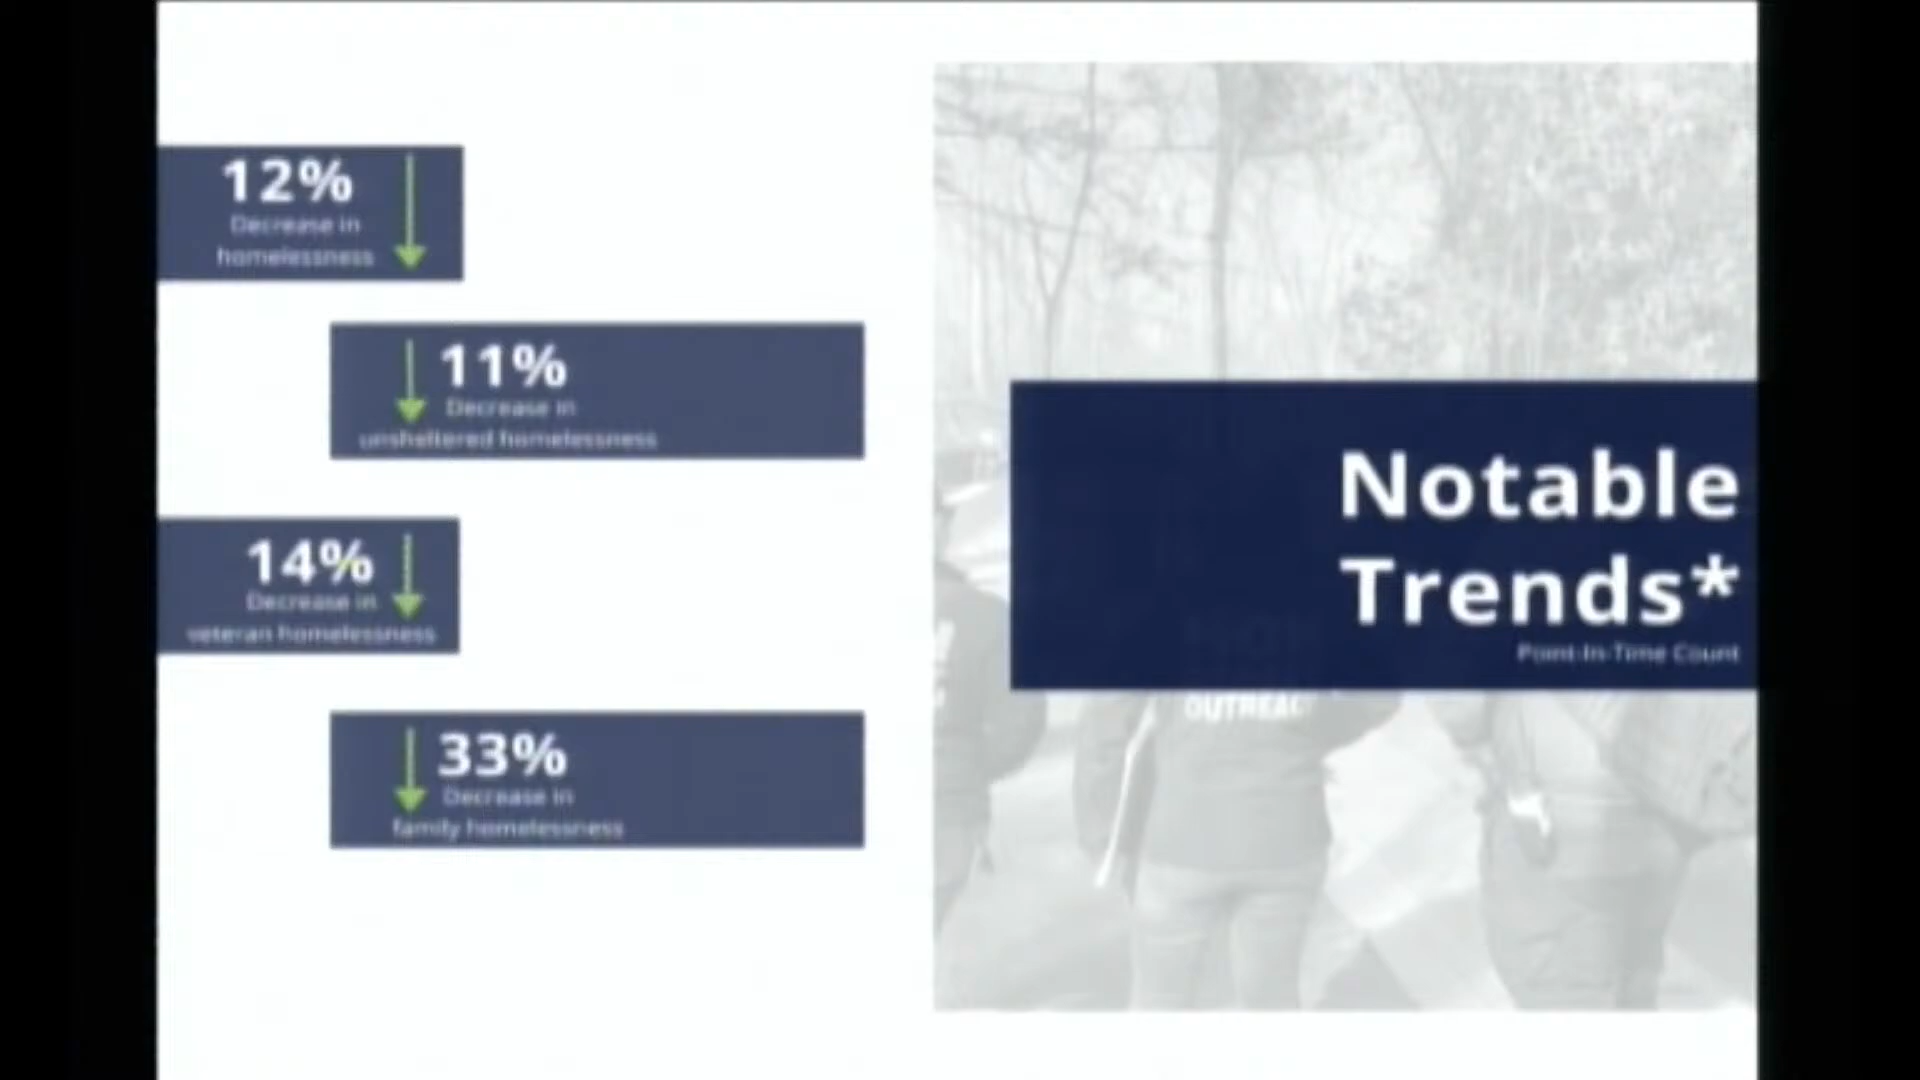 12%
Decrease in
homelessness
11%
Decrease in
unsheltered homelessness
14%
Decrease in
veteran homelessness
33%
Decrease in
family homelessness
Notable
Trends*
Point-In-Time Count
OUTREAC